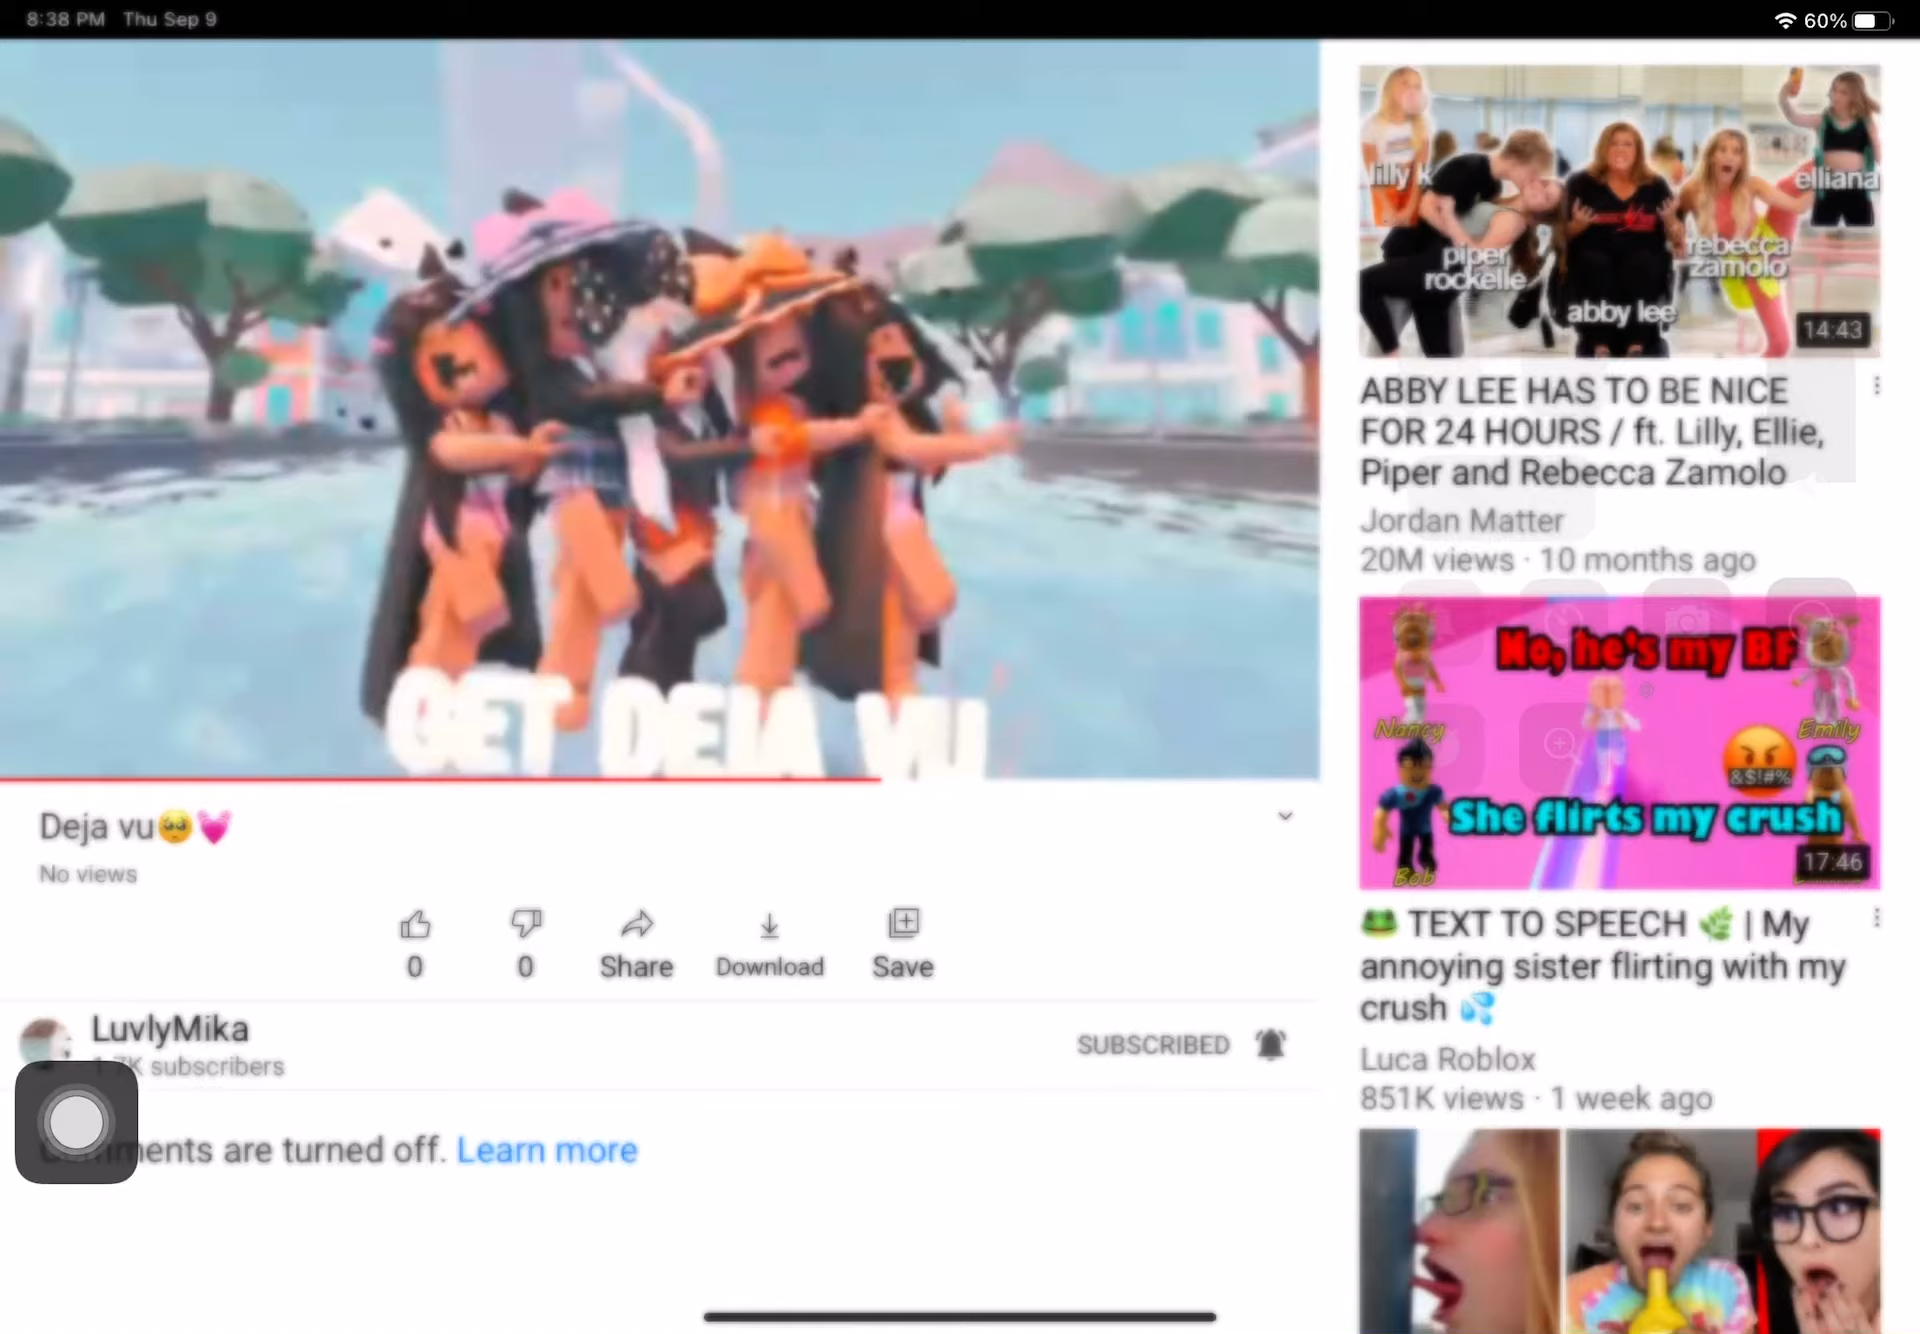 8:38 PM Thu Sep 9
60%
GET DEJA VU
Deja vu🥺💓
No views
0
0
Share
Download
Save
LuvlyMika
subscribers
SUBSCRIBED
are turned off. Learn more
lilly k
piper
rockelle
abby lee
rebecca
zamolo
elliana
14:43
ABBY LEE HAS TO BE NICE
FOR 24 HOURS / ft. Lilly, Ellie,
Piper and Rebecca Zamolo
Jordan Matter
20M views · 10 months ago
No, he's my BF
Nancy
Emily
&$!#%
She flirts my crush
Bob
17:46
🐸 TEXT TO SPEECH 🌿 | My
annoying sister flirting with my
crush 💦
Luca Roblox
851K views · 1 week ago